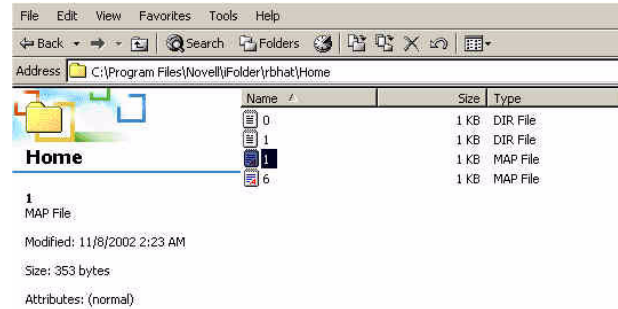 File Edit View Favorites Tools Help
Back Search Folders
Address C:\Program Files\Novell\iFolder\rbhat\Home
Name Size Type
0 1 KB DIR File
1 1 KB DIR File
1 1 KB MAP File
6 1 KB MAP File
Home
1
MAP File
Modified: 11/8/2002 2:23 AM
Size: 353 bytes
Attributes: (normal)